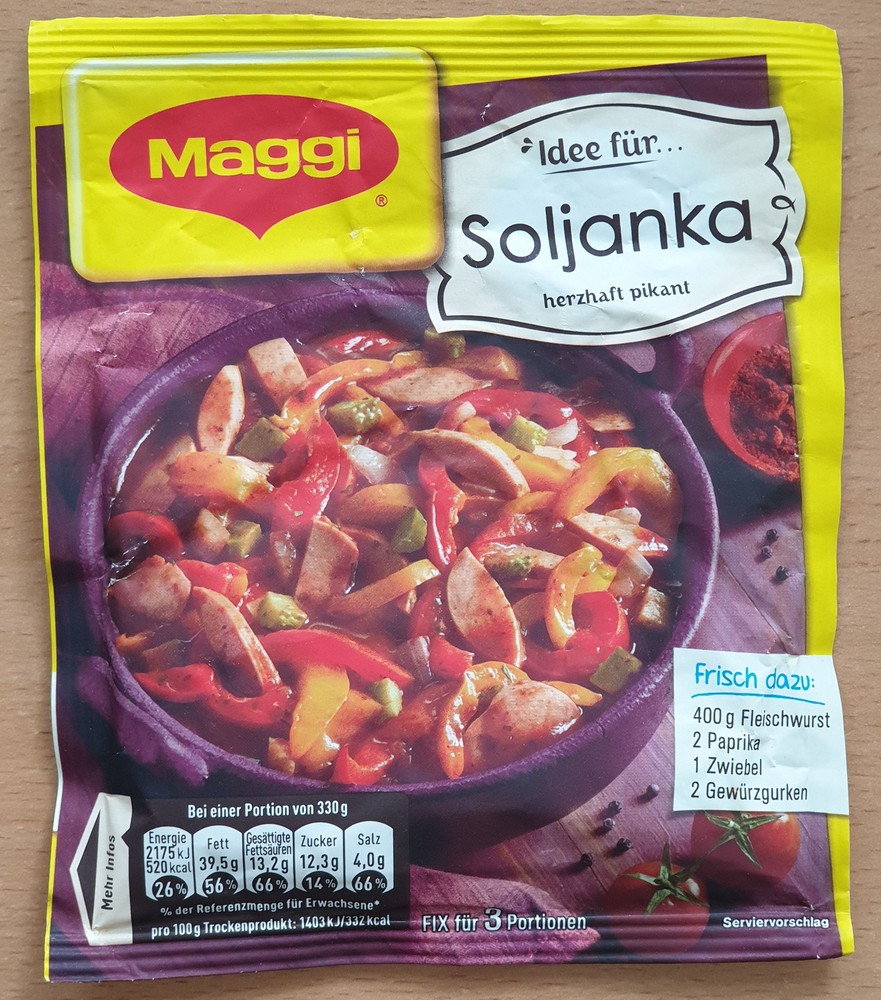 Maggi
®
Idee für...
Soljanka
herzhaft pikant
Frisch dazu:
400 g Fleischwurst
2 Paprika
1 Zwiebel
2 Gewürzgurken
Mehr Infos
Bei einer Portion von 330 g
Energie
2175 kJ
520 kcal
26%
Fett
39,5 g
56%
Gesättigte
Fettsäuren
13,2 g
66%
Zucker
12,3 g
14%
Salz
4,0 g
66%
% der Referenzmenge für Erwachsene*
pro 100 g Trockenprodukt: 1403 kJ/332 kcal
FIX für 3 Portionen
Serviervorschlag